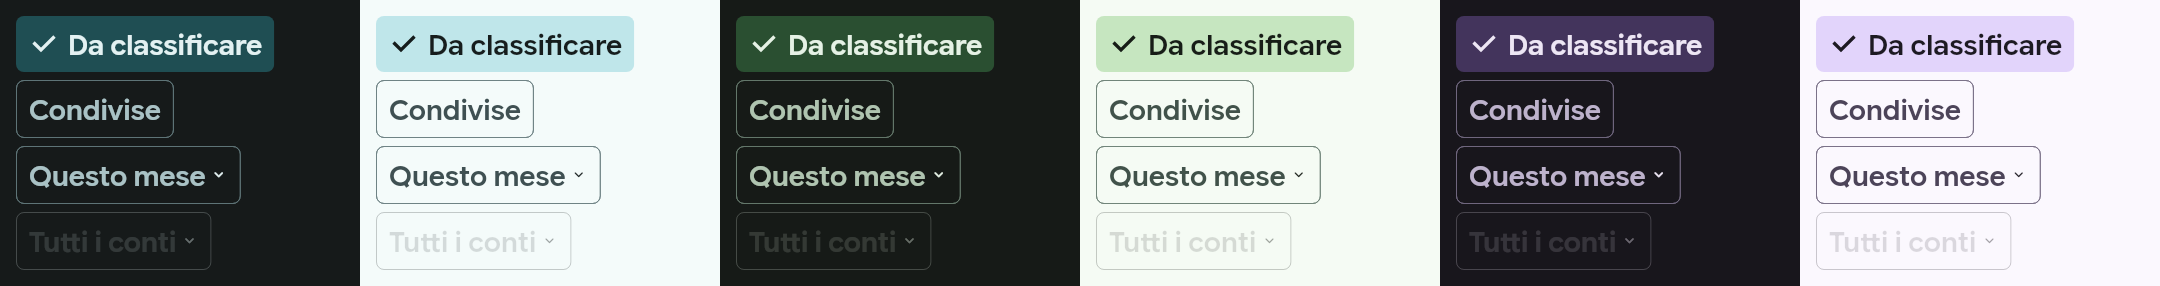 Da classificare
Condivise
Questo mese
Tutti i conti
Da classificare
Condivise
Questo mese
Tutti i conti
Da classificare
Condivise
Questo mese
Tutti i conti
Da classificare
Condivise
Questo mese
Tutti i conti
Da classificare
Condivise
Questo mese
Tutti i conti
Da classificare
Condivise
Questo mese
Tutti i conti